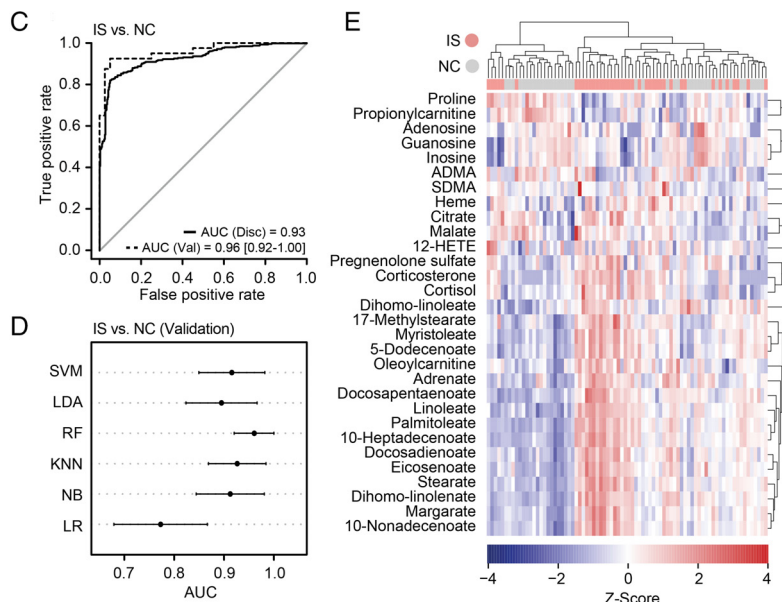 C
IS vs. NC
True positive rate
1.0
0.8
0.6
0.4
0.2
0.0
AUC (Disc) = 0.93
AUC (Val) = 0.96 [0.92-1.00]
0.0 0.2 0.4 0.6 0.8 1.0
False positive rate
D
IS vs. NC (Validation)
SVM
LDA
RF
KNN
NB
LR
0.7 0.8 0.9 1.0
AUC
E
IS
NC
Proline
Propionylcarnitine
Adenosine
Guanosine
Inosine
ADMA
SDMA
Heme
Citrate
Malate
12-HETE
Pregnenolone sulfate
Corticosterone
Cortisol
Dihomo-linoleate
17-Methylstearate
Myristoleate
5-Dodecenoate
Oleoylcarnitine
Adrenate
Docosapentaenoate
Linoleate
Palmitoleate
10-Heptadecenoate
Docosadienoate
Eicosenoate
Stearate
Dihomo-linolenate
Margarate
10-Nonadecenoate
−4 −2 0 2 4
Z-Score